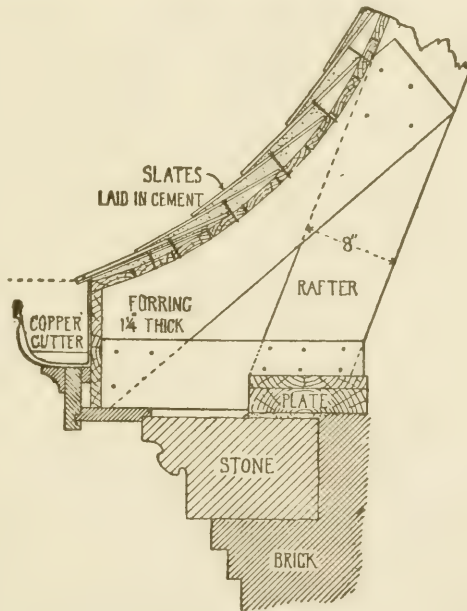 SLATES
LAID IN CEMENT
8"
RAFTER
FURRING
1¼" THICK
COPPER
GUTTER
PLATE
STONE
BRICK